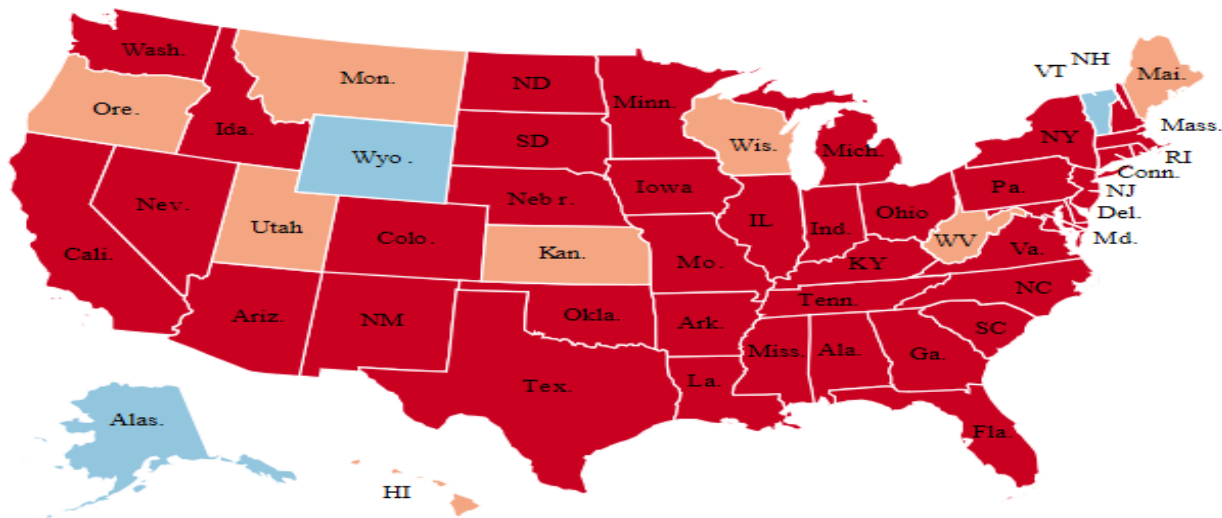 Wash.
Mon.
ND
Minn.
VT
NH
Mai.
Ore.
Ida.
SD
Wis.
Mich.
NY
Mass.
Wyo .
RI
Conn.
Nev.
Neb r.
Iowa
Pa.
NJ
Utah
Colo .
IL
Ind.
Ohio
Del.
Cali.
Kan.
Mo.
WV
Va.
Md.
KY
Ariz.
NM
Okla.
Tenn.
NC
Ark.
SC
Miss.
Ala.
Ga.
Tex.
La.
Alas.
Fla.
HI